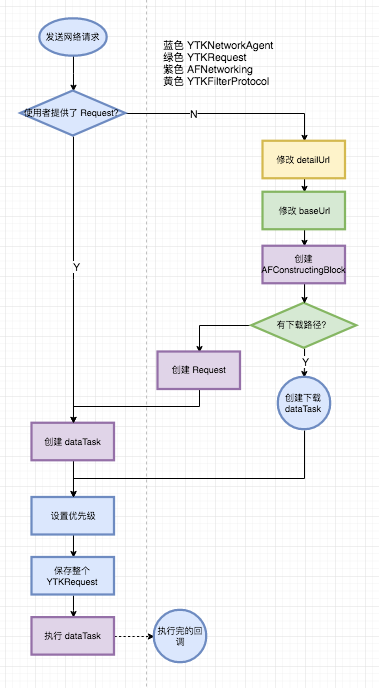 发送网络请求
蓝色 YTKNetworkAgent
绿色 YTKRequest
紫色 AFNetworking
黄色 YTKFilterProtocol
使用者提供了 Request?
N
修改 detailUrl
修改 baseUrl
创建
AFConstructingBlock
Y
有下载路径?
Y
创建 Request
创建下载
dataTask
创建 dataTask
设置优先级
保存整个
YTKRequest
执行 dataTask
执行完的回
调